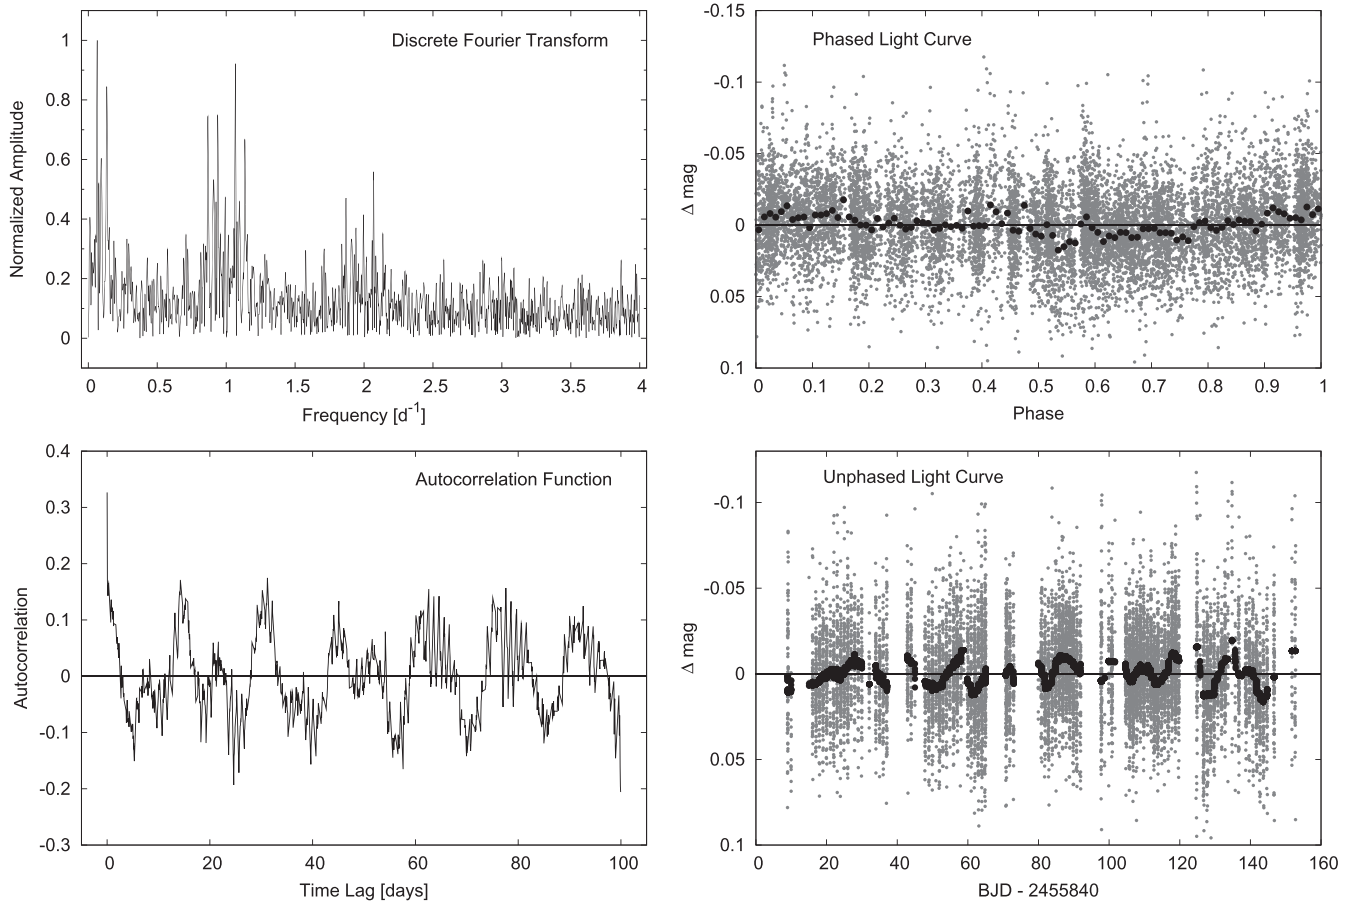 Discrete Fourier Transform
Normalized Amplitude
1
0.8
0.6
0.4
0.2
0
0 0.5 1 1.5 2 2.5 3 3.5 4
Frequency [d-1]
Phased Light Curve
Δ mag
-0.15
-0.1
-0.05
0
0.05
0.1
0 0.1 0.2 0.3 0.4 0.5 0.6 0.7 0.8 0.9 1
Phase
Autocorrelation Function
Autocorrelation
0.4
0.3
0.2
0.1
0
-0.1
-0.2
-0.3
0 20 40 60 80 100
Time Lag [days]
Unphased Light Curve
Δ mag
-0.1
-0.05
0
0.05
0.1
0 20 40 60 80 100 120 140 160
BJD - 2455840